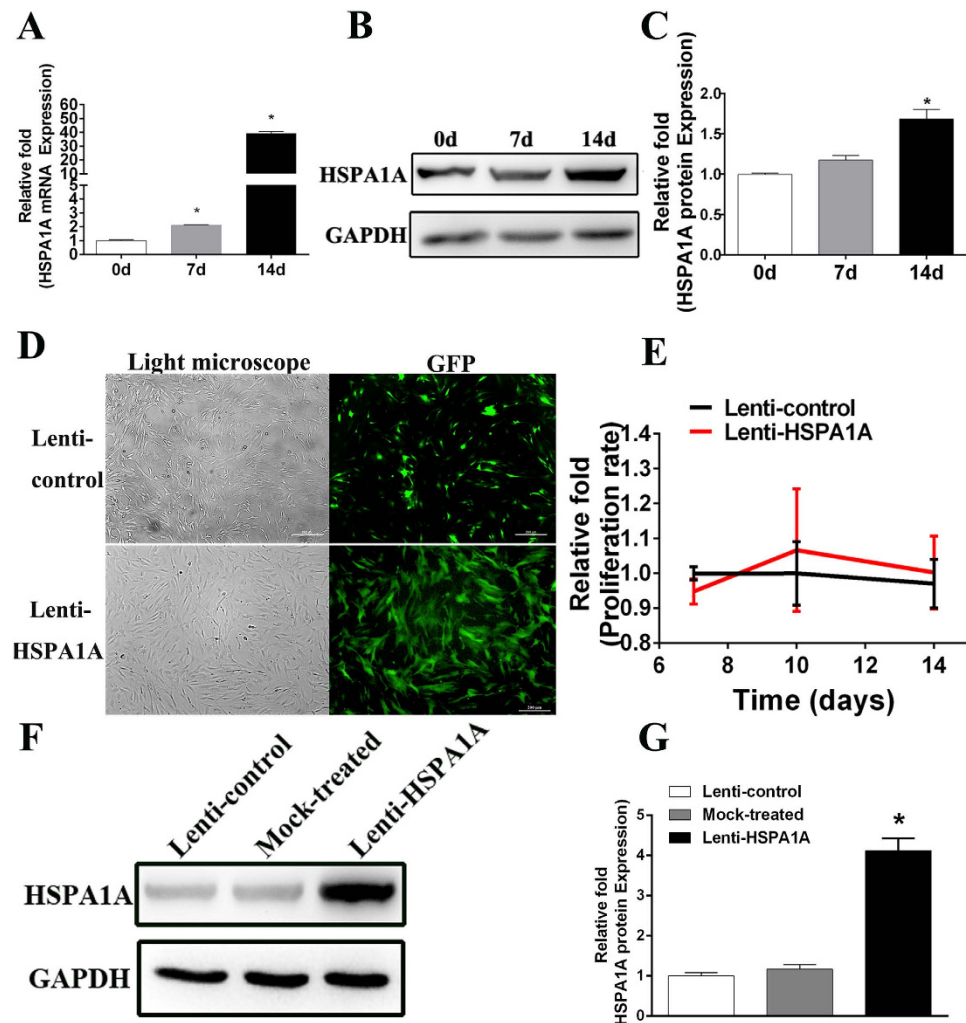 A
Relative fold
(HSPA1A mRNA Expression)
60
50
40
30
20
10
5
4
3
2
1
0
*
*
0d
7d
14d
B
0d
7d
14d
HSPA1A
GAPDH
C
Relative fold
(HSPA1A protein Expression)
2.0
1.5
1.0
0.5
0.0
*
0d
7d
14d
D
Light microscope
GFP
Lenti-
control
Lenti-
HSPA1A
200 μm
E
Lenti-control
Lenti-HSPA1A
Relative fold
(Proliferation rate)
1.4
1.3
1.2
1.1
1.0
0.9
0.8
6
8
10
12
14
Time (days)
F
Lenti-control
Mock-treated
Lenti-HSPA1A
HSPA1A
GAPDH
G
Lenti-control
Mock-treated
Lenti-HSPA1A
Relative fold
(HSPA1A protein Expression)
5
4
3
2
1
0
*